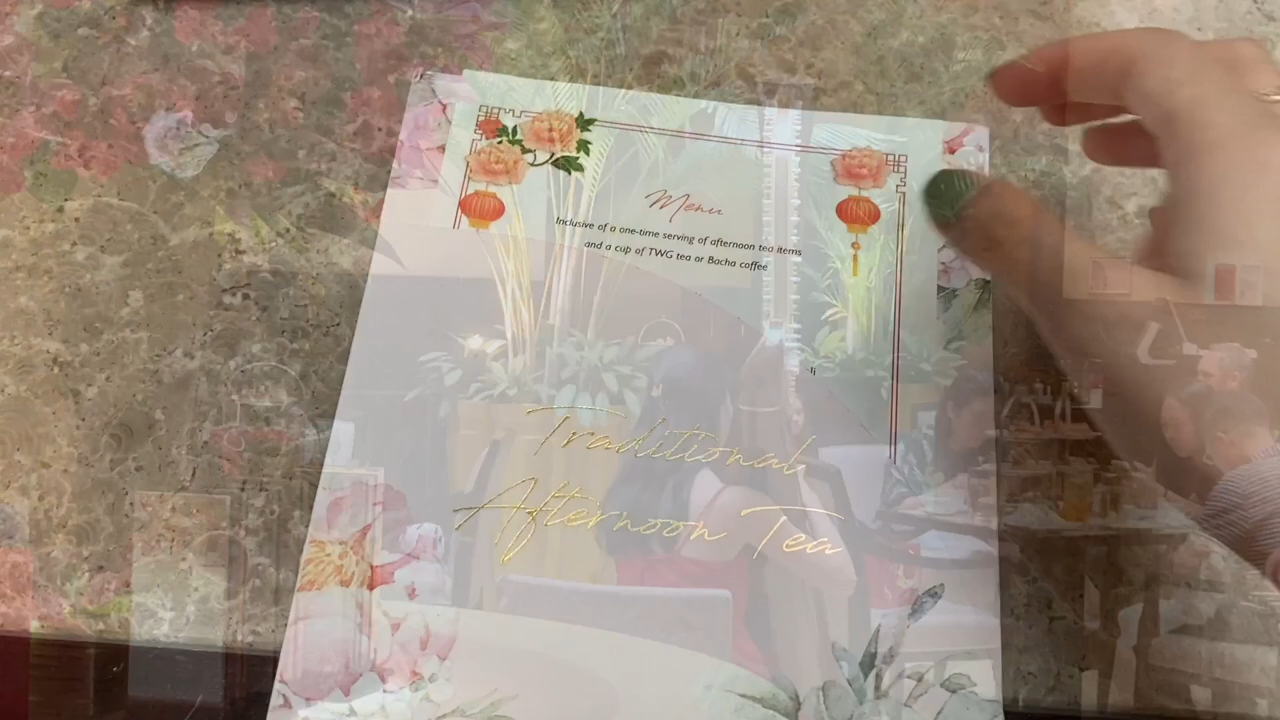 Menu
Inclusive of a one-time serving of afternoon tea items
and a cup of TWG tea or Bacha coffee
Traditional
Afternoon Tea